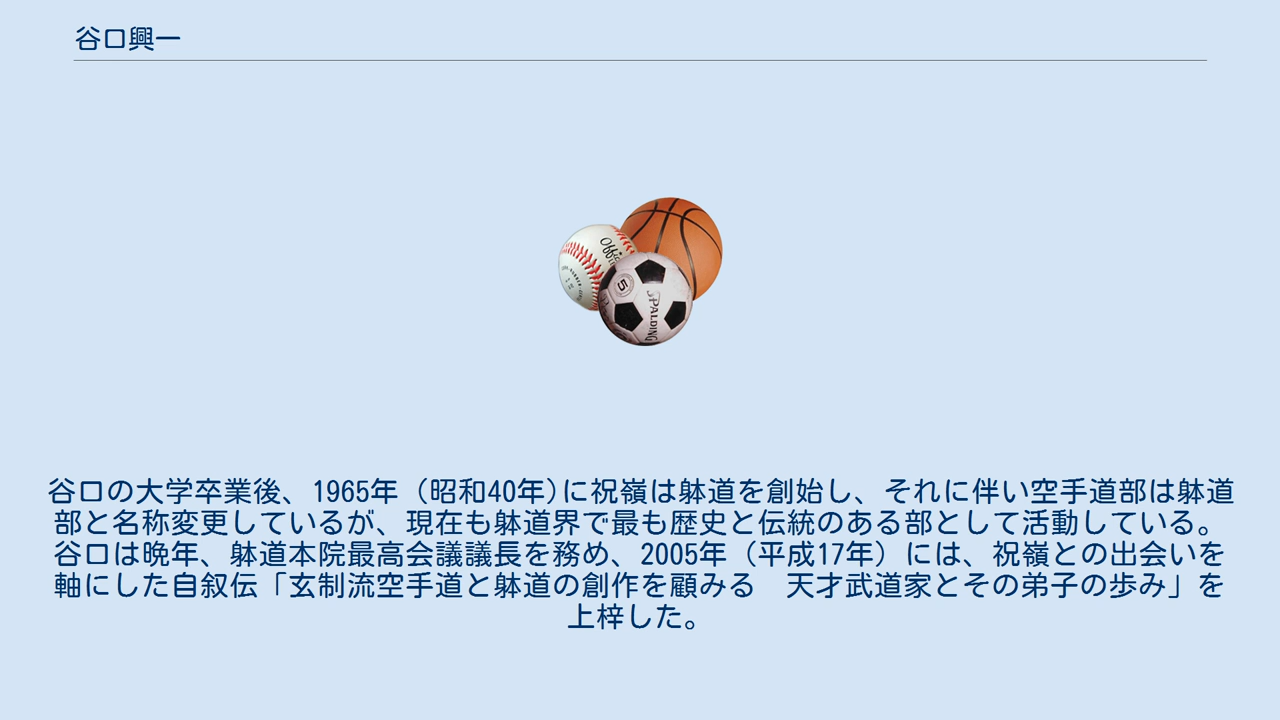 谷口興一
Offic
5
SPALDING
谷口の大学卒業後、1965年（昭和40年)に祝嶺は躰道を創始し、それに伴い空手道部は躰道
部と名称変更しているが、現在も躰道界で最も歴史と伝統のある部として活動している。
谷口は晩年、躰道本院最高会議議長を務め、2005年（平成17年）には、祝嶺との出会いを
軸にした自叙伝「玄制流空手道と躰道の創作を顧みる　天才武道家とその弟子の歩み」を
上梓した。